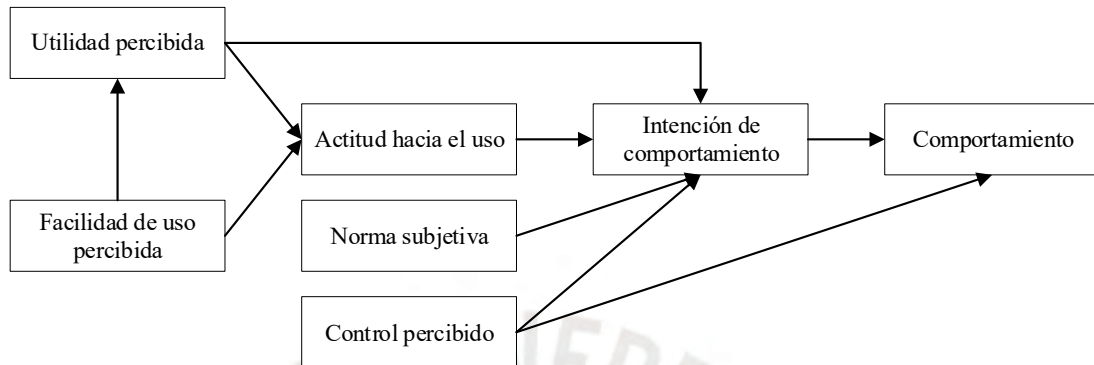 Utilidad percibida
Actitud hacia el uso
Intención de
comportamiento
Comportamiento
Facilidad de uso
percibida
Norma subjetiva
Control percibido